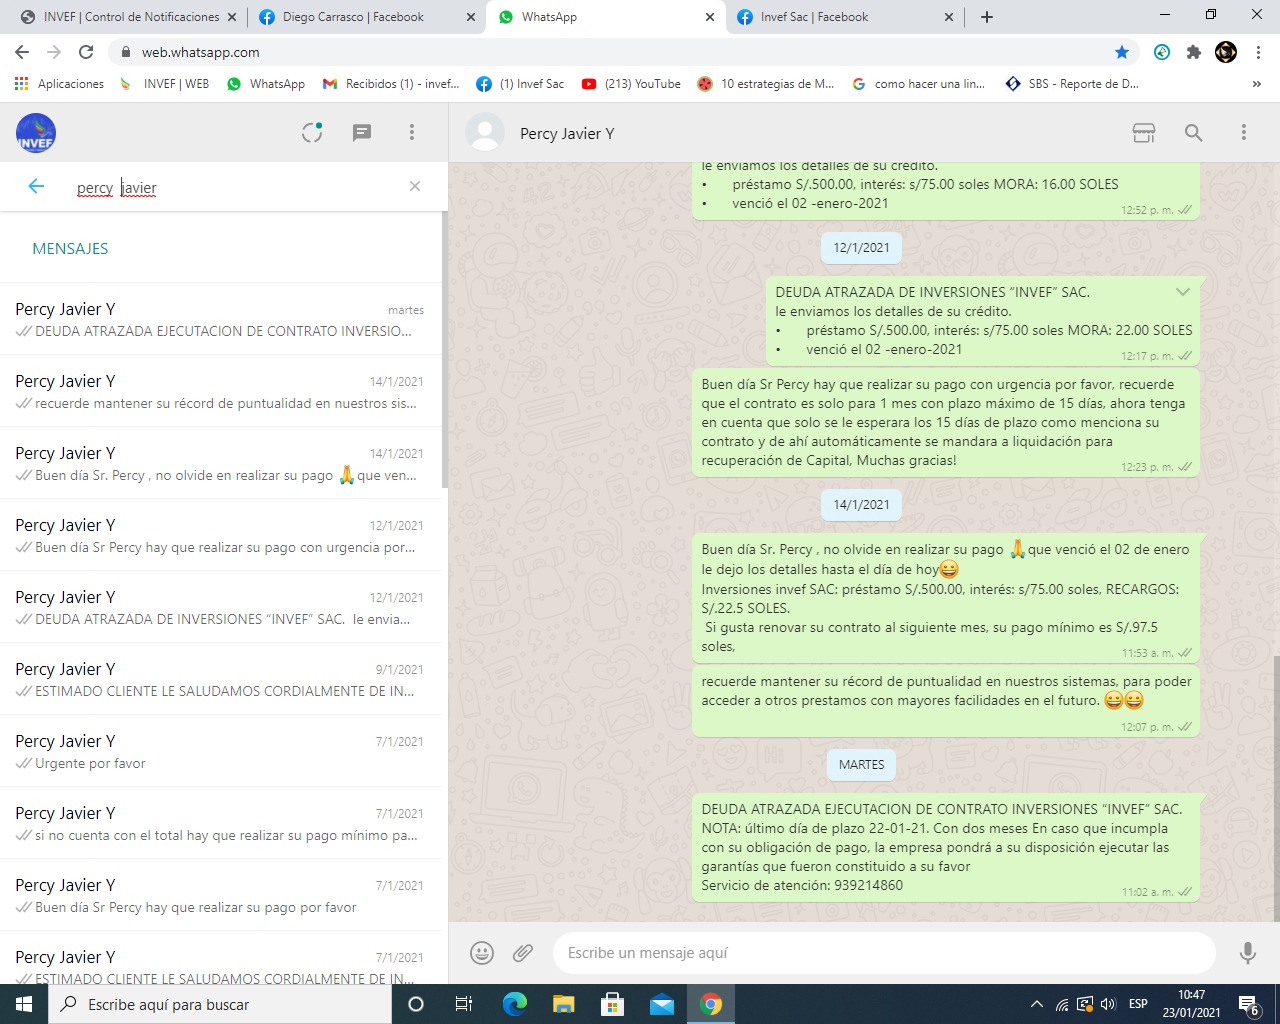 INVEF | Control de Notificaciones
Diego Carrasco | Facebook
WhatsApp
Invef Sac | Facebook
web.whatsapp.com
Aplicaciones
INVEF | WEB
WhatsApp
Recibidos (1) - invef...
(1) Invef Sac
(213) YouTube
10 estrategias de M...
como hacer una lin...
SBS - Reporte de D...
INVEF
percy javier
MENSAJES
Percy Javier Y
martes
DEUDA ATRAZADA EJECUTACION DE CONTRATO INVERSIO...
Percy Javier Y
14/1/2021
recuerde mantener su récord de puntualidad en nuestros sis...
Percy Javier Y
14/1/2021
Buen día Sr. Percy , no olvide en realizar su pago 🙏que ven...
Percy Javier Y
12/1/2021
Buen día Sr Percy hay que realizar su pago con urgencia por...
Percy Javier Y
12/1/2021
DEUDA ATRAZADA DE INVERSIONES “INVEF” SAC. le envia...
Percy Javier Y
9/1/2021
ESTIMADO CLIENTE LE SALUDAMOS CORDIALMENTE DE IN...
Percy Javier Y
7/1/2021
Urgente por favor
Percy Javier Y
7/1/2021
si no cuenta con el total hay que realizar su pago mínimo pa...
Percy Javier Y
7/1/2021
Buen día Sr Percy hay que realizar su pago por favor
Percy Javier Y
7/1/2021
ESTIMADO CLIENTE LE SALUDAMOS CORDIALMENTE DE IN...
Percy Javier Y
le enviamos los detalles de su crédito.
• préstamo S/.500.00, interés: s/75.00 soles MORA: 16.00 SOLES
• venció el 02 -enero-2021
12:52 p. m.
12/1/2021
DEUDA ATRAZADA DE INVERSIONES “INVEF” SAC.
le enviamos los detalles de su crédito.
• préstamo S/.500.00, interés: s/75.00 soles MORA: 22.00 SOLES
• venció el 02 -enero-2021
12:17 p. m.
Buen día Sr Percy hay que realizar su pago con urgencia por favor, recuerde
que el contrato es solo para 1 mes con plazo máximo de 15 días, ahora tenga
en cuenta que solo se le esperara los 15 días de plazo como menciona su
contrato y de ahí automáticamente se mandara a liquidación para
recuperación de Capital, Muchas gracias!
12:23 p. m.
14/1/2021
Buen día Sr. Percy , no olvide en realizar su pago 🙏que venció el 02 de enero
le dejo los detalles hasta el día de hoy😀
Inversiones invef SAC: préstamo S/.500.00, interés: s/75.00 soles, RECARGOS:
S/.22.5 SOLES.
Si gusta renovar su contrato al siguiente mes, su pago mínimo es S/.97.5
soles,
11:53 a. m.
recuerde mantener su récord de puntualidad en nuestros sistemas, para poder
acceder a otros prestamos con mayores facilidades en el futuro. 😀😀
12:07 p. m.
MARTES
DEUDA ATRAZADA EJECUTACION DE CONTRATO INVERSIONES “INVEF” SAC.
NOTA: último día de plazo 22-01-21. Con dos meses En caso que incumpla
con su obligación de pago, la empresa pondrá a su disposición ejecutar las
garantías que fueron constituido a su favor
Servicio de atención: 939214860
11:02 a. m.
Escribe un mensaje aquí
Escribe aquí para buscar
ESP
10:47
23/01/2021
6